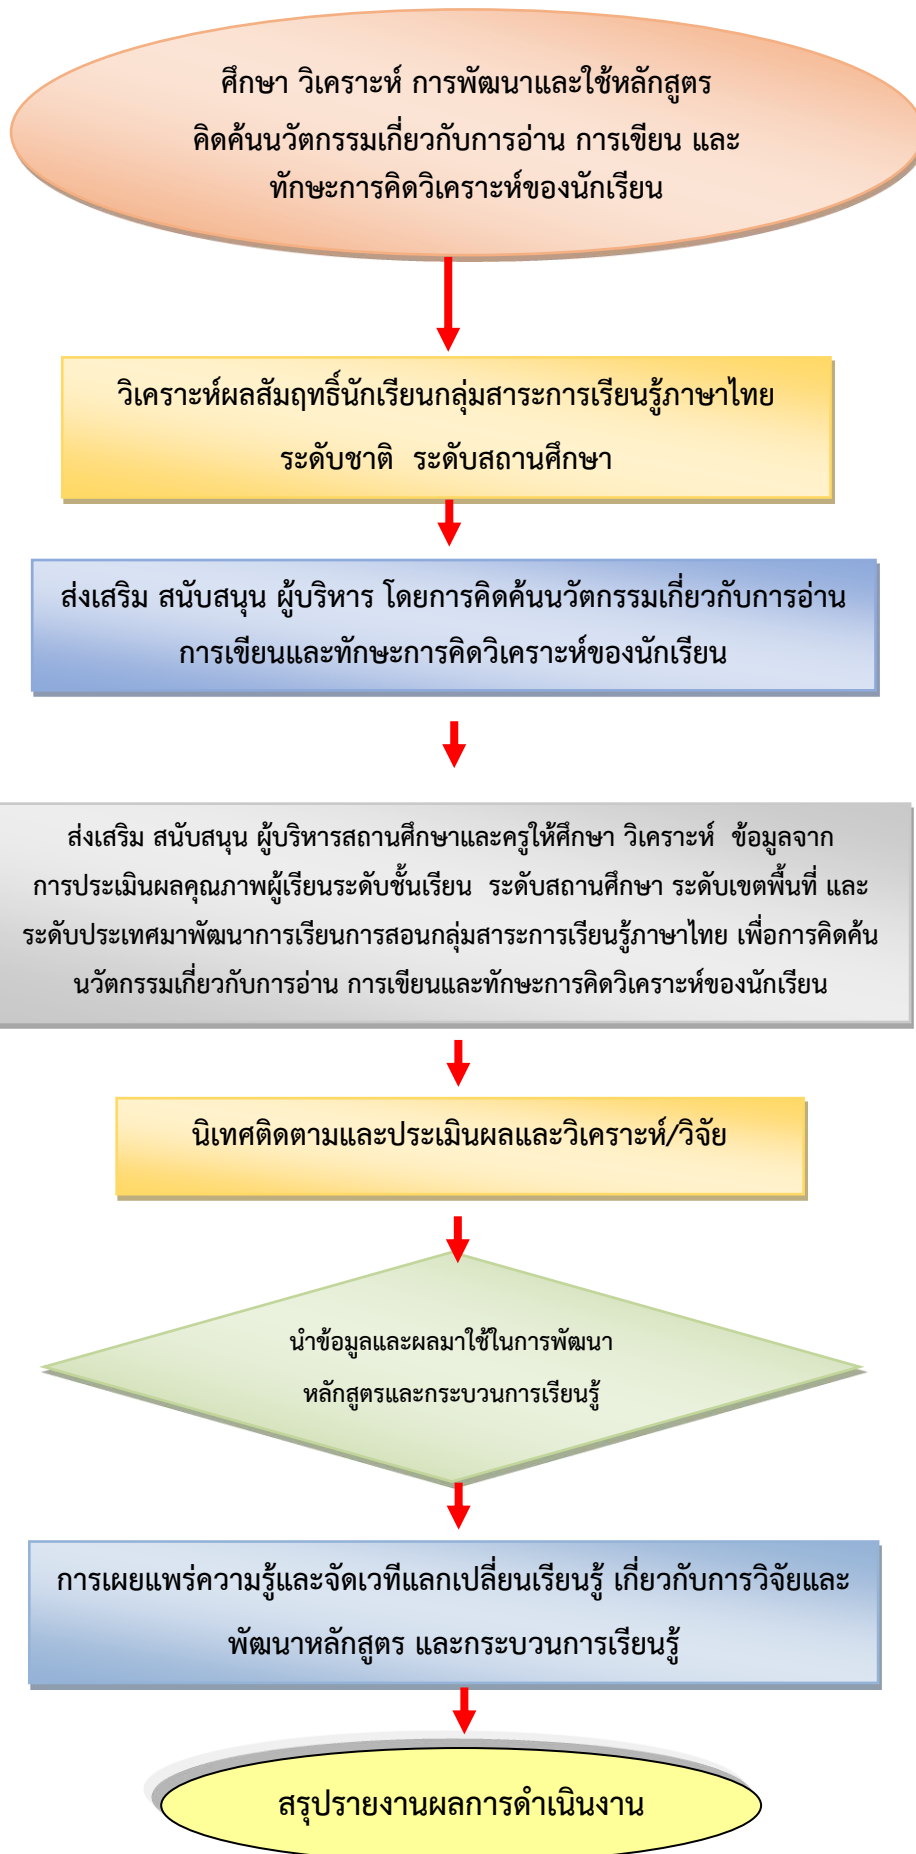 ศึกษา วิเคราะห์ การพัฒนาและใช้หลักสูตร
คิดค้นนวัตกรรมเกี่ยวกับการอ่าน การเขียน และ
ทักษะการคิดวิเคราะห์ของนักเรียน
วิเคราะห์ผลสัมฤทธิ์นักเรียนกลุ่มสาระการเรียนรู้ภาษาไทย
ระดับชาติ ระดับสถานศึกษา
ส่งเสริม สนับสนุน ผู้บริหาร โดยการคิดค้นนวัตกรรมเกี่ยวกับการอ่าน
การเขียนและทักษะการคิดวิเคราะห์ของนักเรียน
ส่งเสริม สนับสนุน ผู้บริหารสถานศึกษาและครูให้ศึกษา วิเคราะห์ ข้อมูลจาก
การประเมินผลคุณภาพผู้เรียนระดับชั้นเรียน ระดับสถานศึกษา ระดับเขตพื้นที่ และ
ระดับประเทศมาพัฒนาการเรียนการสอนกลุ่มสาระการเรียนรู้ภาษาไทย เพื่อการคิดค้น
นวัตกรรมเกี่ยวกับการอ่าน การเขียนและทักษะการคิดวิเคราะห์ของนักเรียน
นิเทศติดตามและประเมินผลและวิเคราะห์/วิจัย
นำข้อมูลและผลมาใช้ในการพัฒนา
หลักสูตรและกระบวนการเรียนรู้
การเผยแพร่ความรู้และจัดเวทีแลกเปลี่ยนเรียนรู้ เกี่ยวกับการวิจัยและ
พัฒนาหลักสูตร และกระบวนการเรียนรู้
สรุปรายงานผลการดำเนินงาน